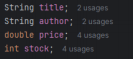 String title;  2 usages
String author;  2 usages
double price;  4 usages
int stock;  4 usages